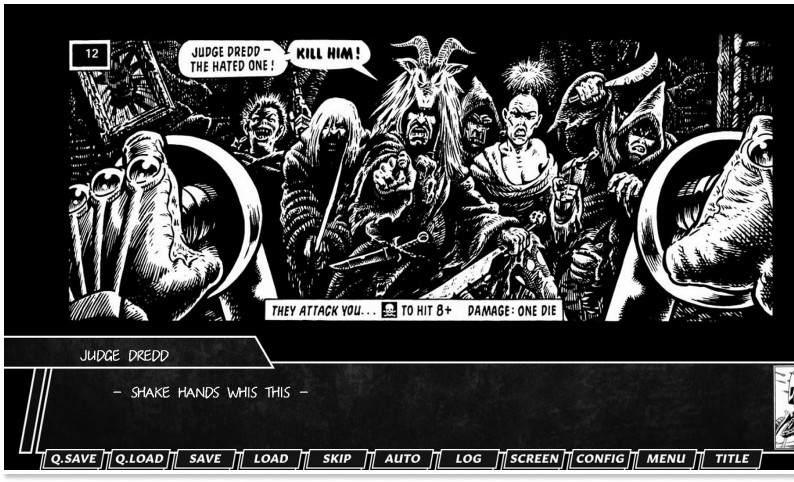 12
JUDGE DREDD –
THE HATED ONE!
KILL HIM!
THEY ATTACK YOU... TO HIT 8+ DAMAGE: ONE DIE
JUDGE DREDD
– SHAKE HANDS WHIS THIS –
Q.SAVE Q.LOAD SAVE LOAD SKIP AUTO LOG SCREEN CONFIG MENU TITLE